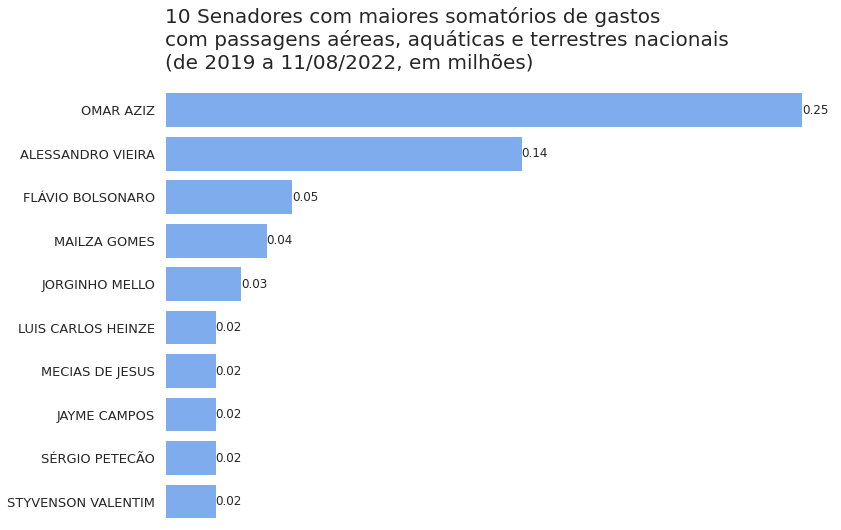 10 Senadores com maiores somatórios de gastos
com passagens aéreas, aquáticas e terrestres nacionais
(de 2019 a 11/08/2022, em milhões)
OMAR AZIZ 0.25
ALESSANDRO VIEIRA 0.14
FLÁVIO BOLSONARO 0.05
MAILZA GOMES 0.04
JORGINHO MELLO 0.03
LUIS CARLOS HEINZE 0.02
MECIAS DE JESUS 0.02
JAYME CAMPOS 0.02
SÉRGIO PETECÃO 0.02
STYVENSON VALENTIM 0.02